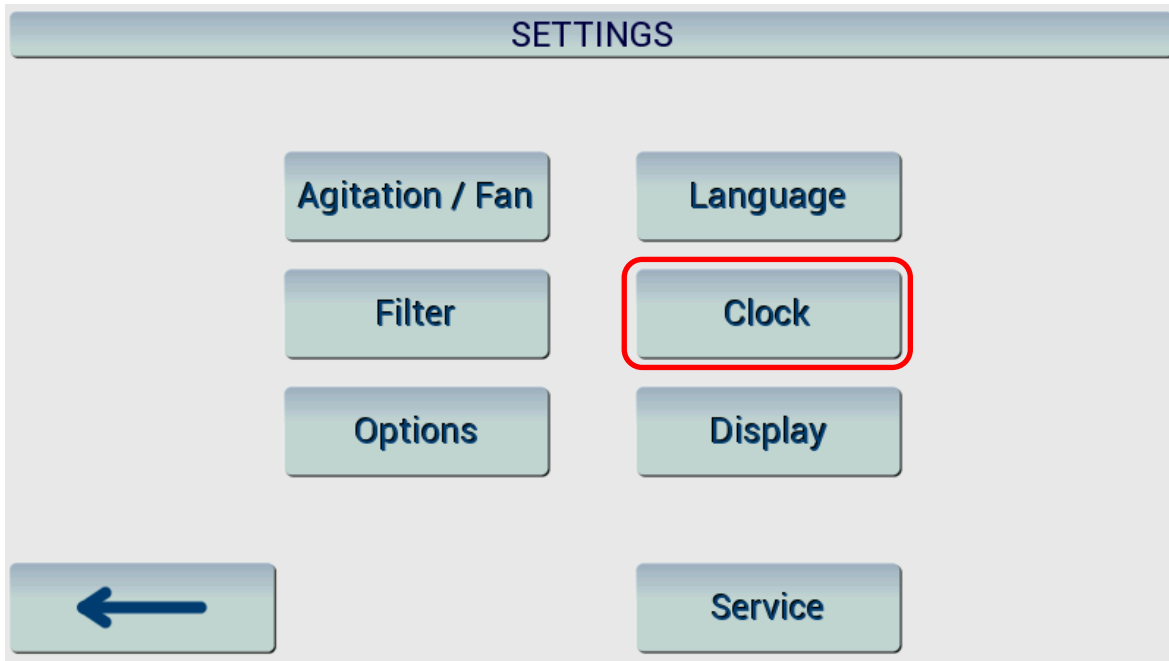 SETTINGS
Agitation / Fan
Language
Filter
Clock
Options
Display
Service